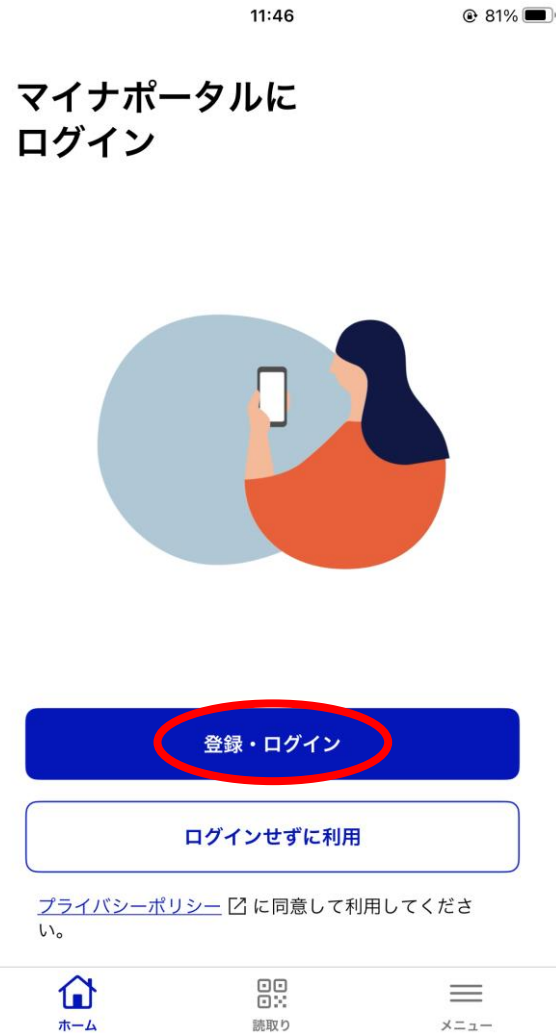 11:46
81%
マイナポータルに
ログイン
登録・ログイン
ログインせずに利用
プライバシーポリシー に同意して利用してくださ
い。
ホーム
読取り
メニュー